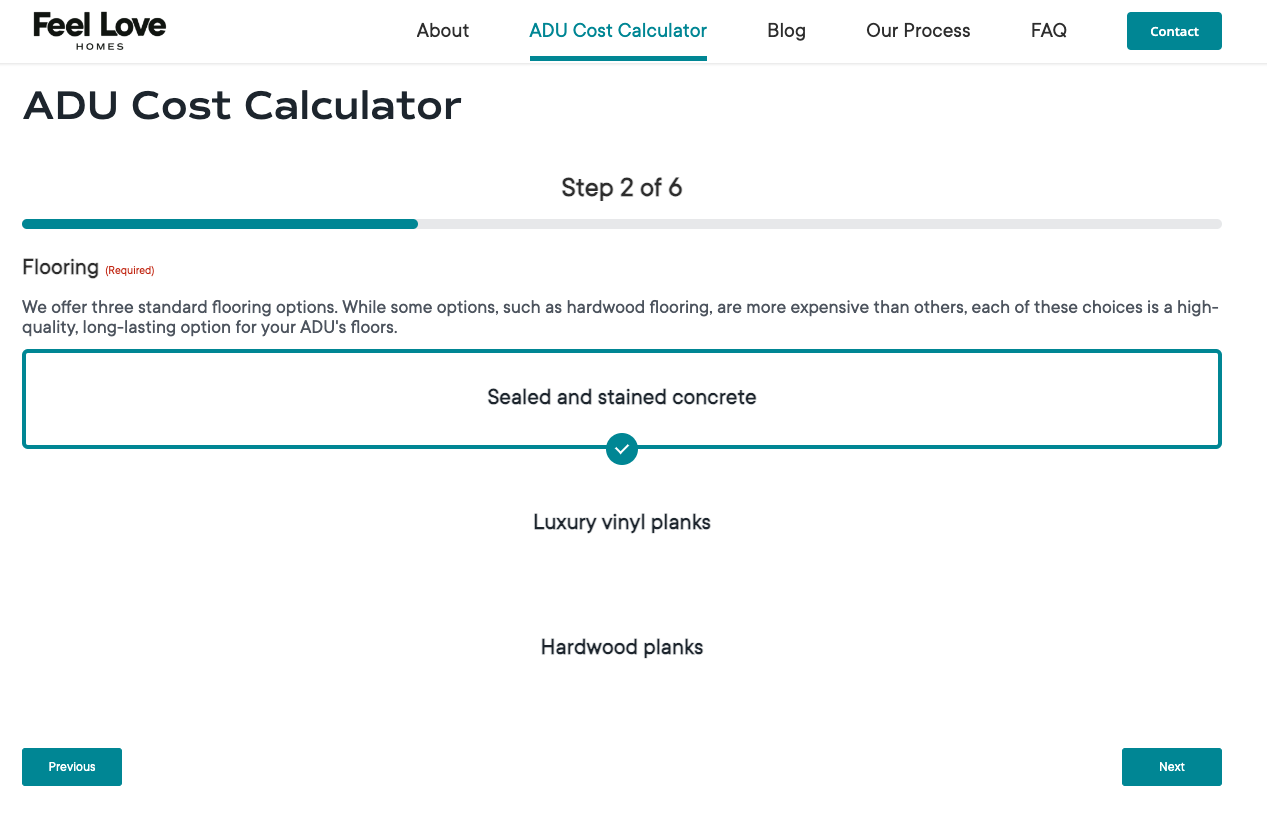 Feel Love
HOMES
About
ADU Cost Calculator
Blog
Our Process
FAQ
Contact
ADU Cost Calculator
Step 2 of 6
Flooring (Required)
We offer three standard flooring options. While some options, such as hardwood flooring, are more expensive than others, each of these choices is a high-
quality, long-lasting option for your ADU's floors.
Sealed and stained concrete
Luxury vinyl planks
Hardwood planks
Previous
Next